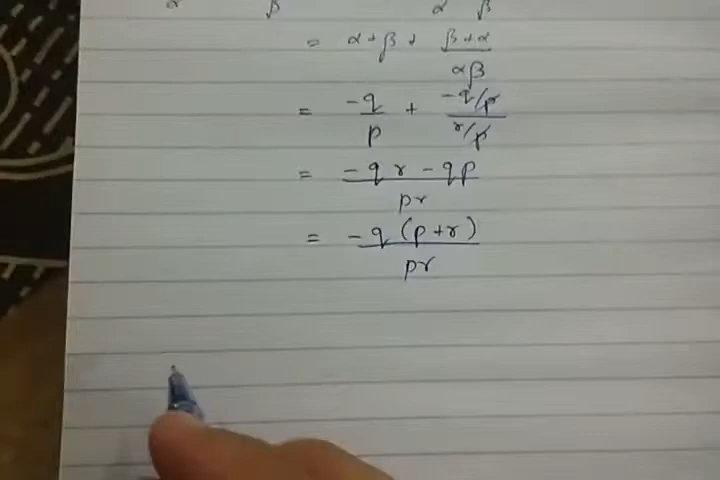 α β α β
= α+β + β+α/αβ
= -q/p + -q/p/r/p
= -qr - qp/pr
= -q(p+r)/pr